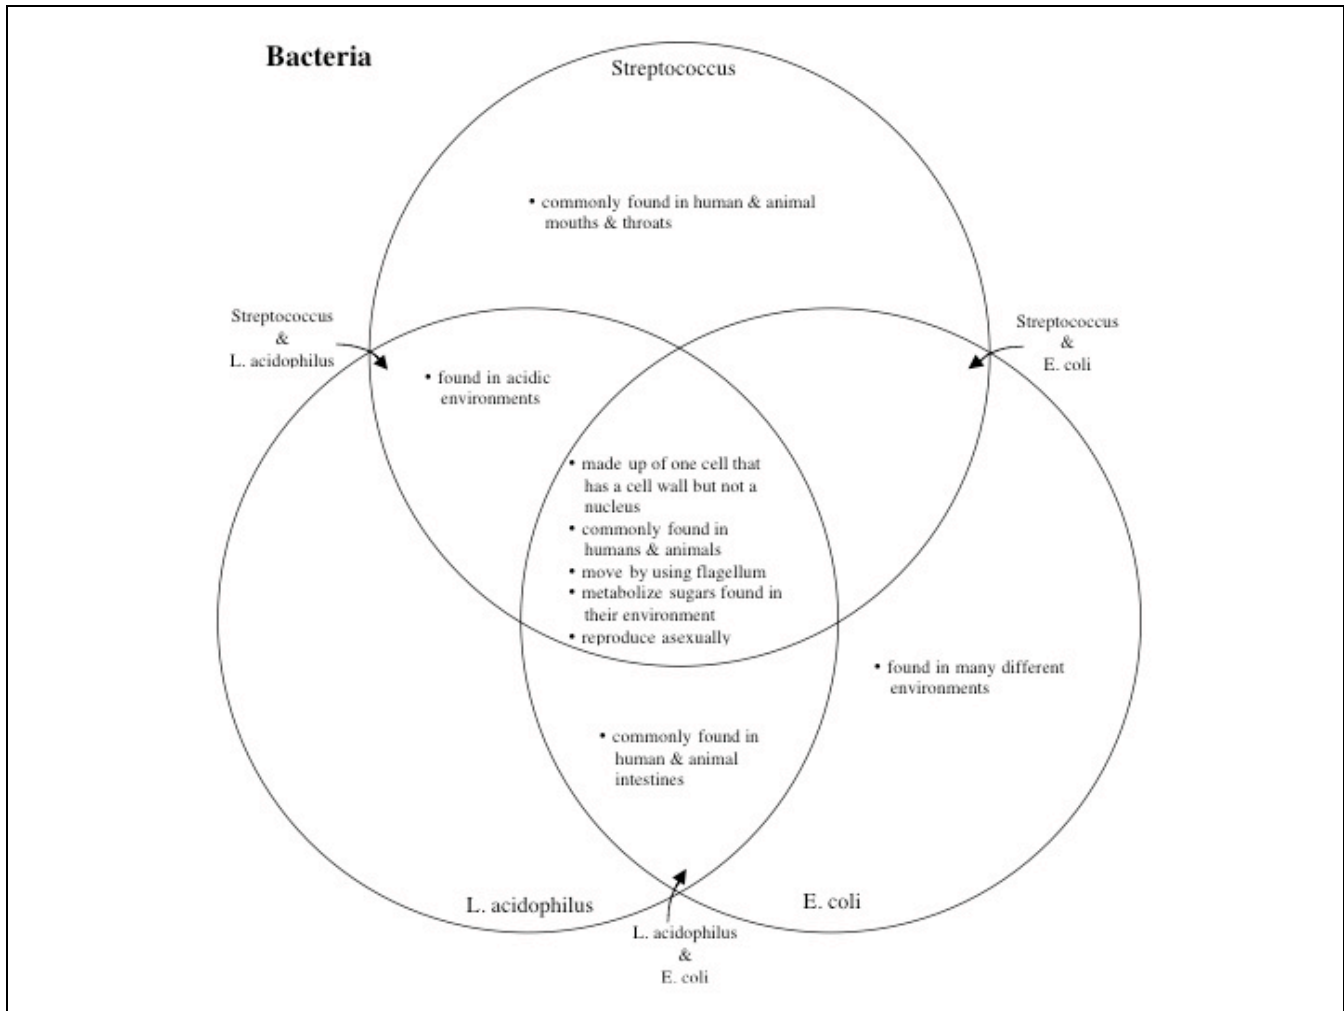 Bacteria
Streptococcus
• commonly found in human & animal
mouths & throats
Streptococcus
&
L. acidophilus
Streptococcus
&
E. coli
• found in acidic
environments
• made up of one cell that
has a cell wall but not a
nucleus
• commonly found in
humans & animals
• move by using flagellum
• metabolize sugars found in
their environment
• reproduce asexually
• found in many different
environments
• commonly found in
human & animal
intestines
L. acidophilus
E. coli
L. acidophilus
&
E. coli